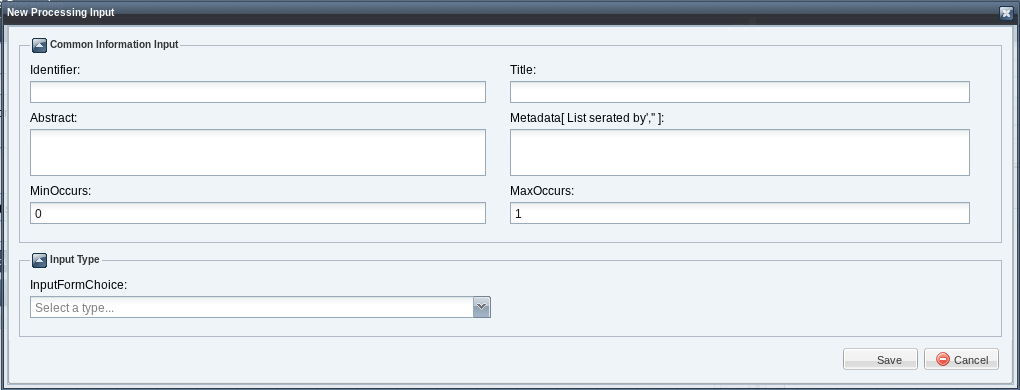 New Processing Input
Common Information Input
Identifier:
Title:
Abstract:
Metadata[ List serated by'," ]:
MinOccurs:
MaxOccurs:
0
1
Input Type
InputFormChoice:
Select a type...
Save
Cancel